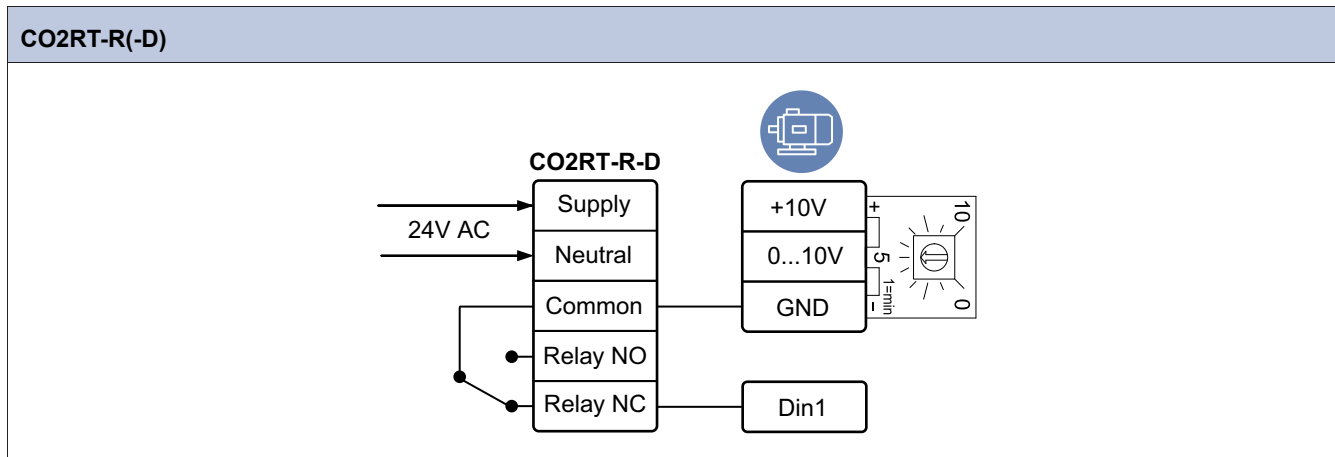 CO2RT-R(-D)
CO2RT-R-D
24V AC
Supply
Neutral
Common
Relay NO
Relay NC
+10V
0...10V
GND
Din1
+
-
10
5
1=min
0